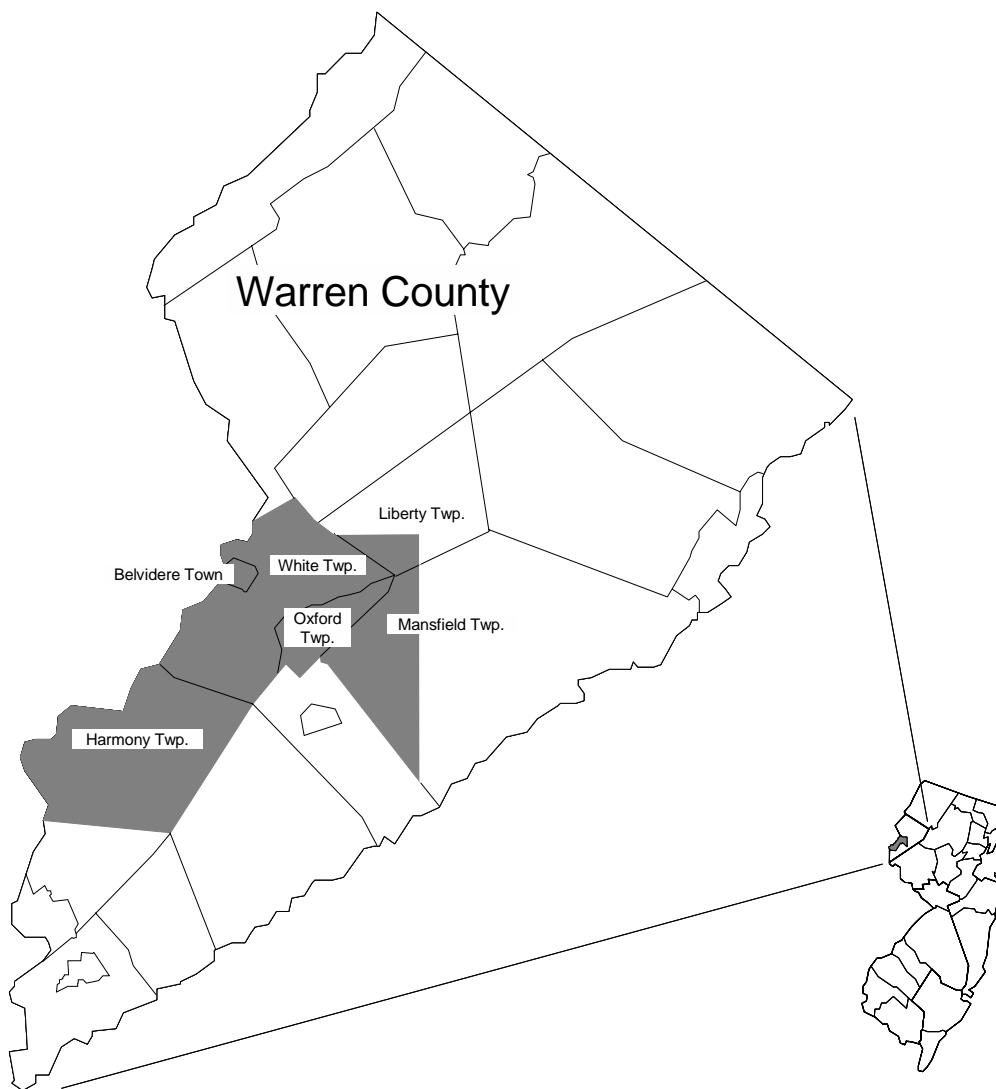 Warren County
Liberty Twp.
White Twp.
Belvidere Town
Oxford
Twp.
Mansfield Twp.
Harmony Twp.